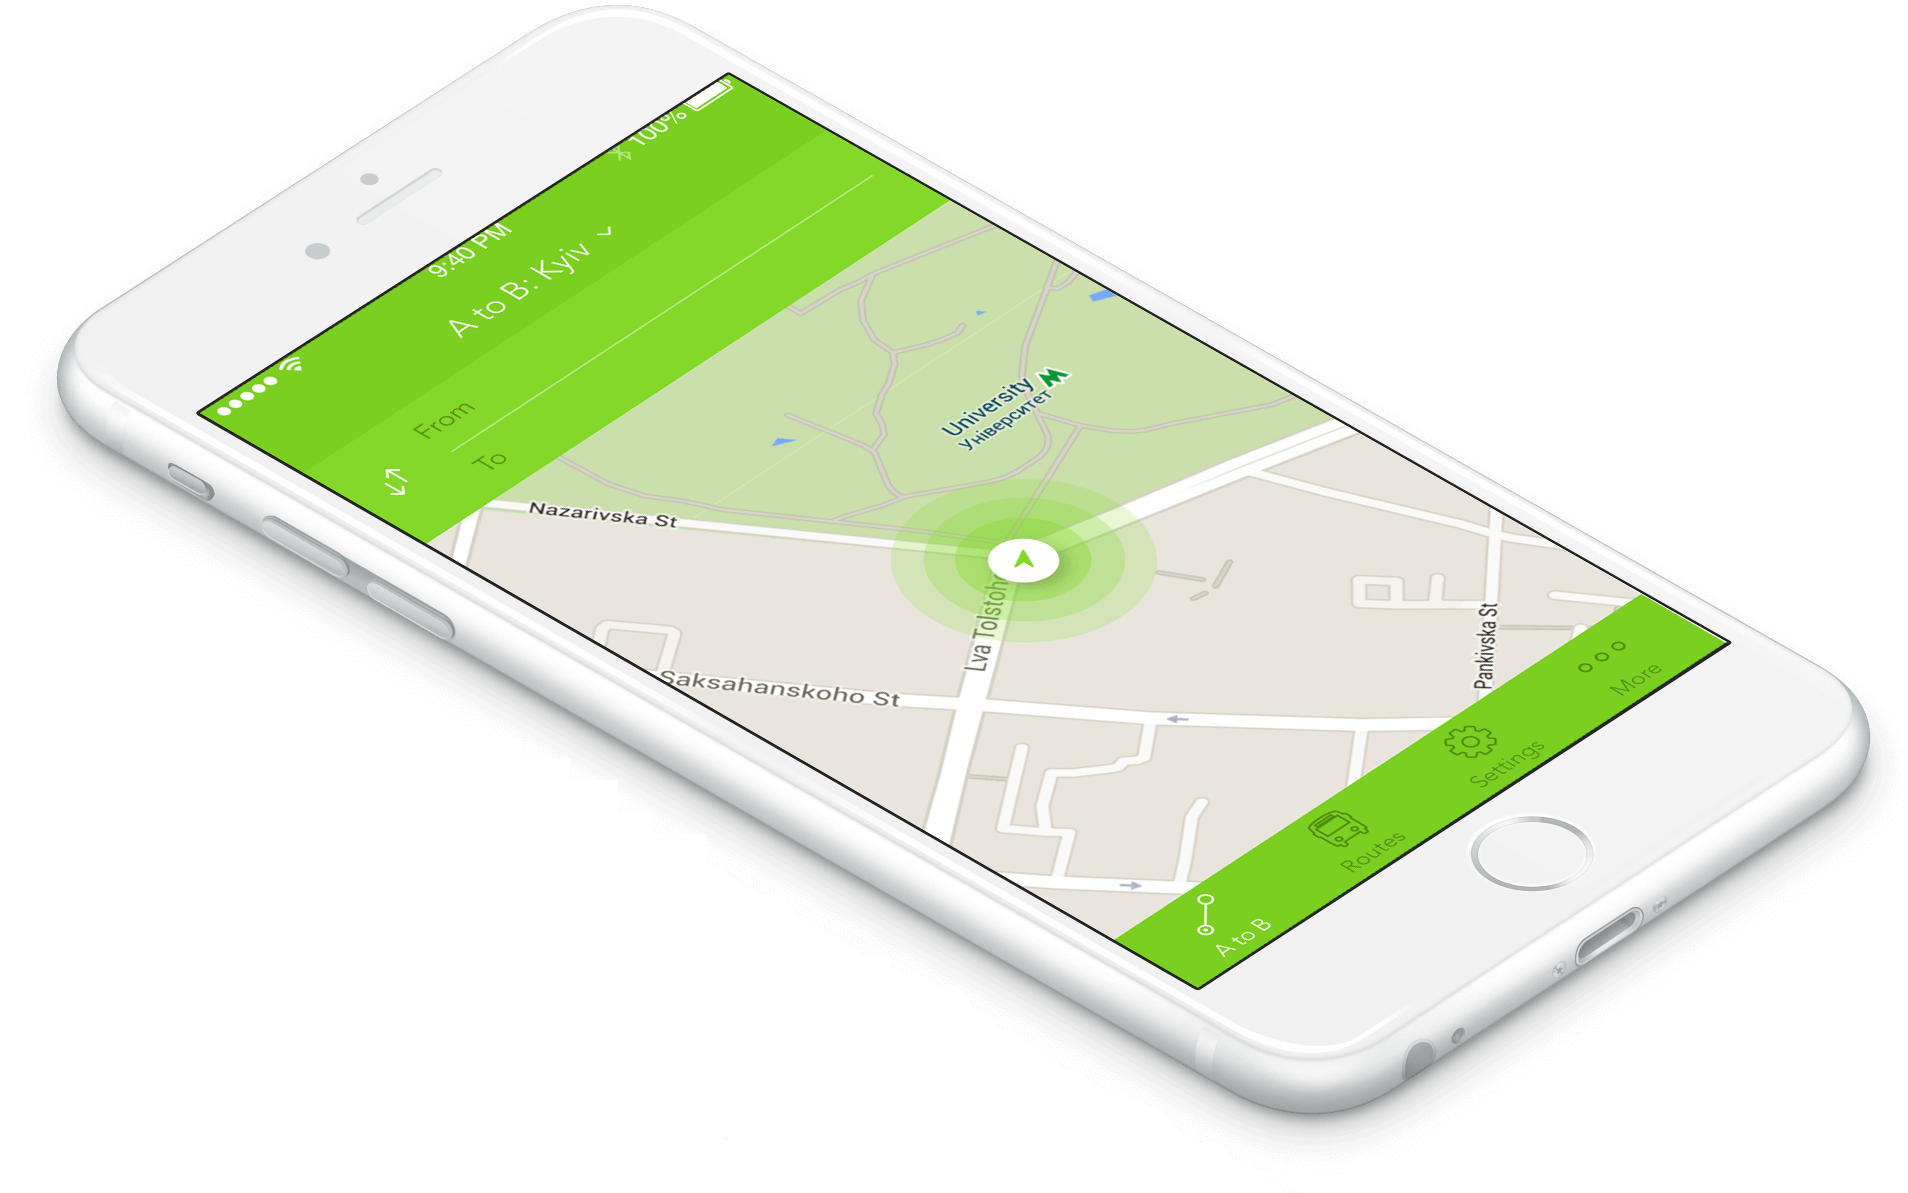 9:40 PM
100%
A to B: Kyiv
From
To
University
Університет
Nazarivska St
Lva Tolstoho
Saksahanskoho St
Pankivska St
A to B
Routes
Settings
More